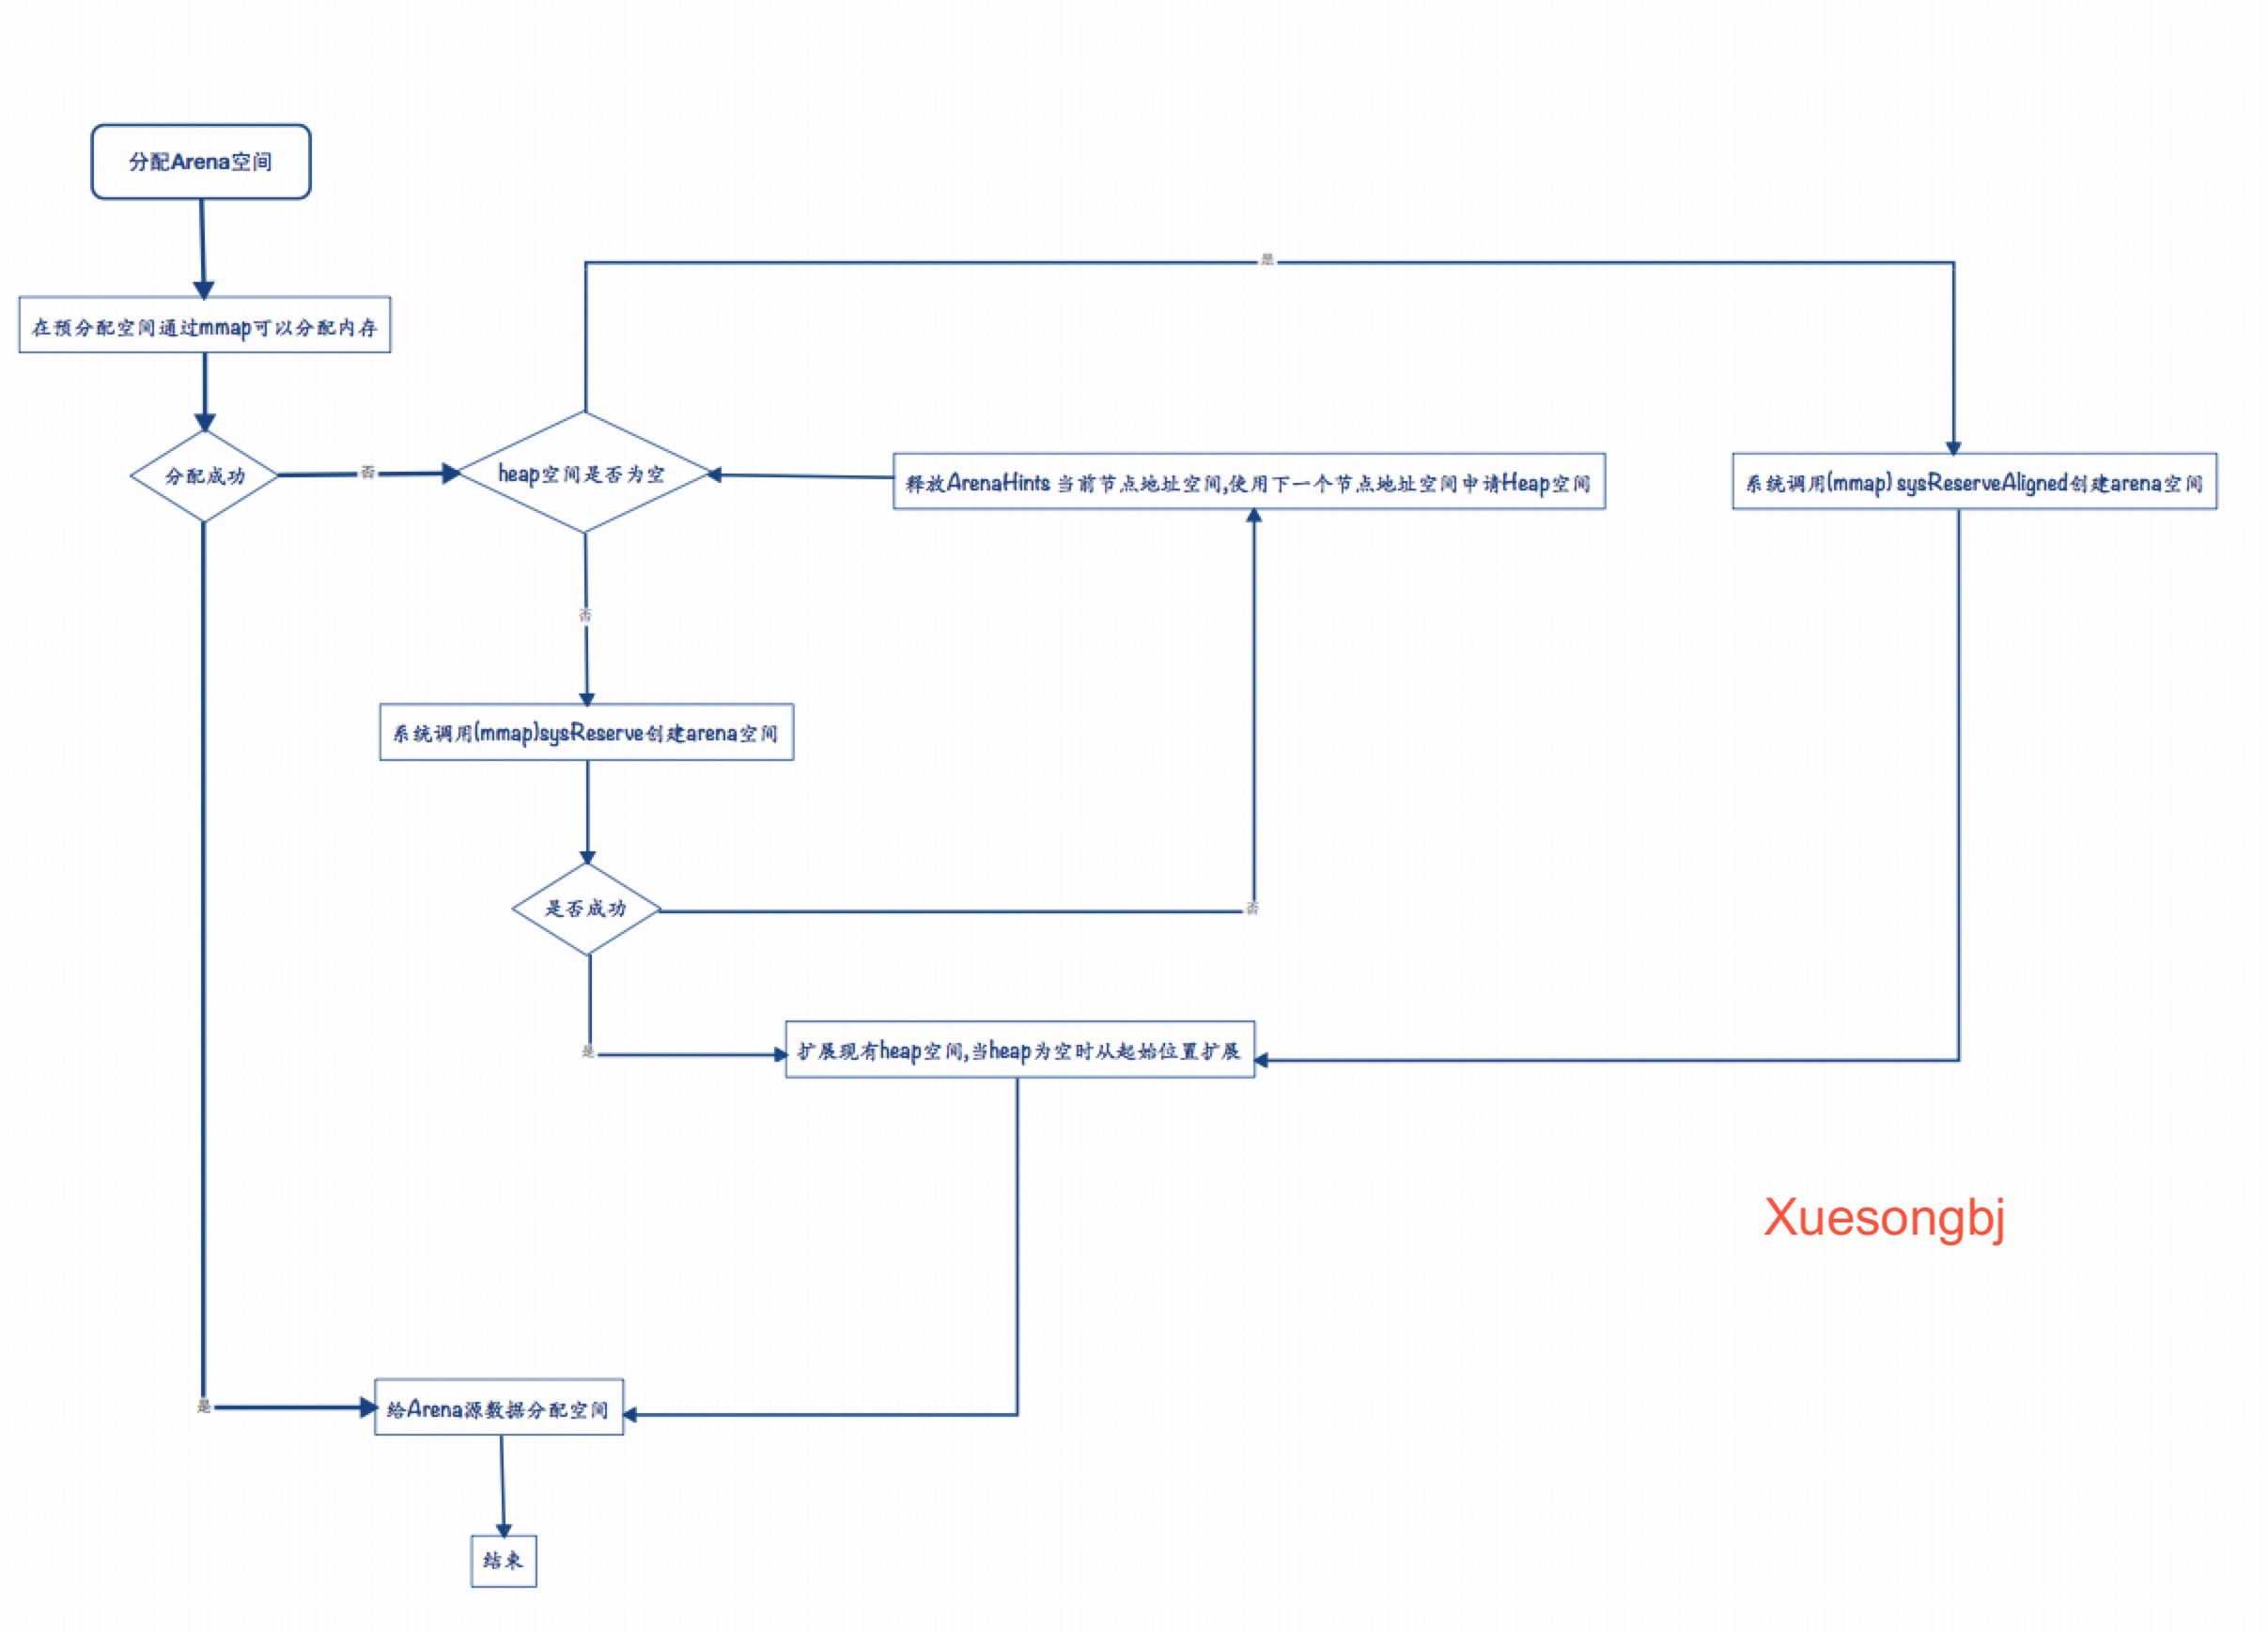 分配Arena空间
是
在预分配空间通过mmap可以分配内存
分配成功
否
heap空间是否为空
释放ArenaHints 当前节点地址空间,使用下一个节点地址空间中请Heap空间
系统调用(mmap) sysReserveAligned创建arena空间
否
系统调用(mmap)sysReserve创建arena空间
是否成功
否
是
扩展现有heap空间,当heap为空时从起始位置扩展
Xuesongbj
是
给Arena源数据分配空间
结束